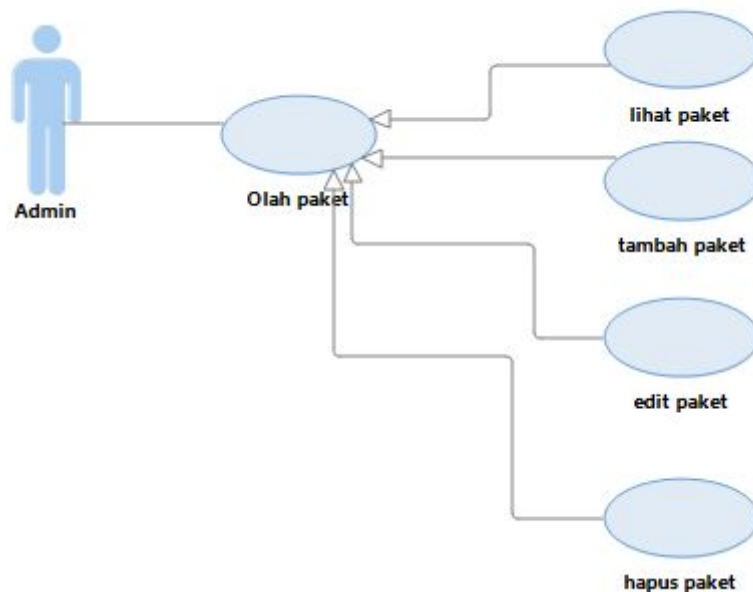 lihat paket
Admin
Olah paket
tambah paket
edit paket
hapus paket